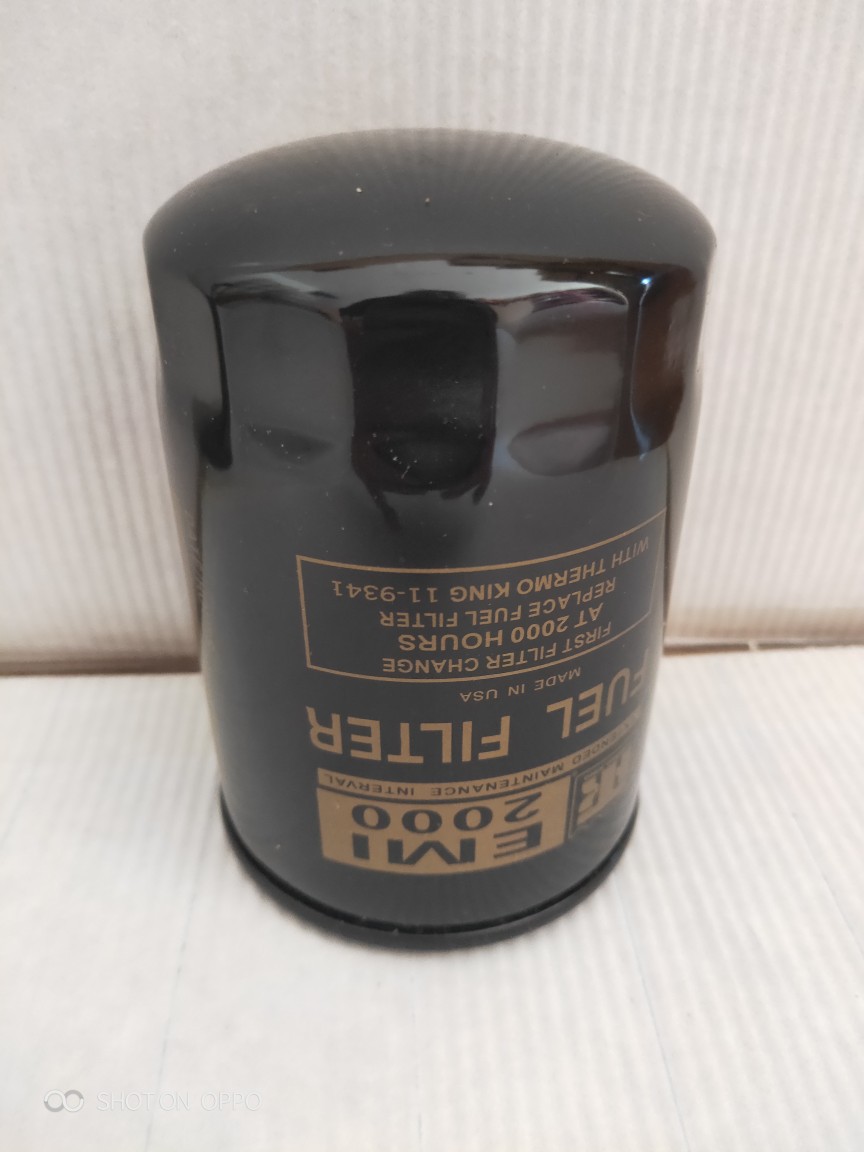 EMI
2000
EXTENDED MAINTENANCE INTERVAL
FUEL FILTER
MADE IN USA
FIRST FILTER CHANGE
AT 2000 HOURS
REPLACE FUEL FILTER
WITH THERMO KING 11-9341
SHOT ON OPPO